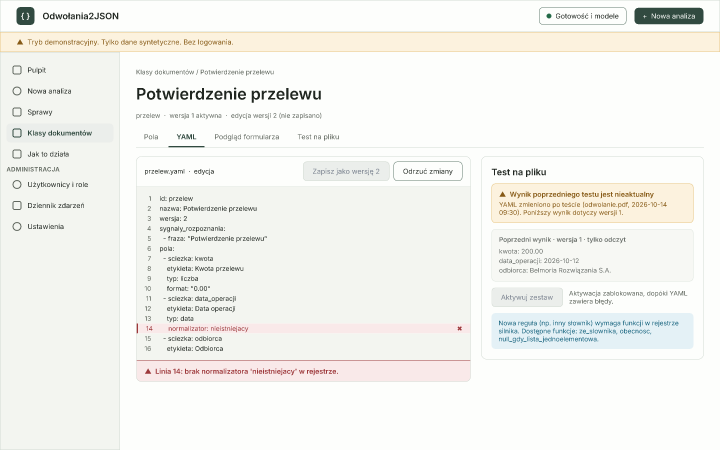 { } Odwołania2JSON
Gotowość i modele
+ Nowa analiza
Tryb demonstracyjny. Tylko dane syntetyczne. Bez logowania.
Pulpit
Nowa analiza
Sprawy
Klasy dokumentów
Jak to działa
ADMINISTRACJA
Użytkownicy i role
Dziennik zdarzeń
Ustawienia
Klasy dokumentów / Potwierdzenie przelewu
Potwierdzenie przelewu
przelew · wersja 1 aktywna · edycja wersji 2 (nie zapisano)
Pola YAML Podgląd formularza Test na pliku
przelew.yaml · edycja
Zapisz jako wersję 2
Odrzuć zmiany
1 id: przelew
2 nazwa: Potwierdzenie przelewu
3 wersja: 2
4 sygnaly_rozpoznania:
5 - fraza: "Potwierdzenie przelewu"
6 pola:
7 - sciezka: kwota
8 etykieta: Kwota przelewu
9 typ: liczba
10 format: "0.00"
11 - sciezka: data_operacji
12 etykieta: Data operacji
13 typ: data
14 normalizator: nieistniejacy ✖
15 - sciezka: odbiorca
16 etykieta: Odbiorca
▲ Linia 14: brak normalizatora 'nieistniejacy' w rejestrze.
Test na pliku
▲ Wynik poprzedniego testu jest nieaktualny
YAML zmieniono po teście (odwolanie.pdf, 2026-10-14
09:30). Poniższy wynik dotyczy wersji 1.
Poprzedni wynik · wersja 1 · tylko odczyt
kwota: 200.00
data_operacji: 2026-10-12
odbiorca: Belmoria Rozwiązania S.A.
Aktywuj zestaw
Aktywacja zablokowana, dopóki YAML
zawiera błędy.
Nowa reguła (np. inny słownik) wymaga funkcji w rejestrze
silnika. Dostępne funkcje: ze_slownika, obecnosc,
null_gdy_lista_jednoelementowa.